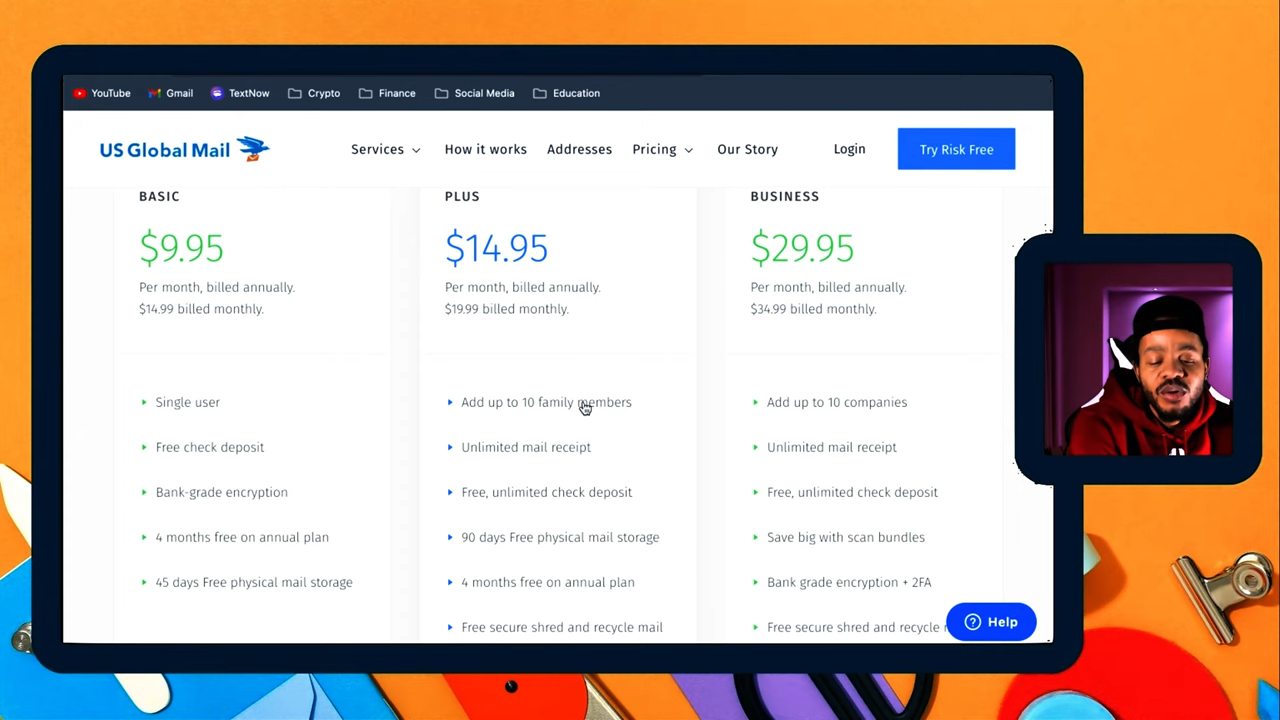 YouTube
Gmail
TextNow
Crypto
Finance
Social Media
Education
US Global Mail
Services
How it works
Addresses
Pricing
Our Story
Login
Try Risk Free
BASIC
$9.95
Per month, billed annually.
$14.99 billed monthly.
Single user
Free check deposit
Bank-grade encryption
4 months free on annual plan
45 days Free physical mail storage
PLUS
$14.95
Per month, billed annually.
$19.99 billed monthly.
Add up to 10 family members
Unlimited mail receipt
Free, unlimited check deposit
90 days Free physical mail storage
4 months free on annual plan
Free secure shred and recycle mail
BUSINESS
$29.95
Per month, billed annually.
$34.99 billed monthly.
Add up to 10 companies
Unlimited mail receipt
Free, unlimited check deposit
Save big with scan bundles
Bank grade encryption + 2FA
Free secure shred and recycle
Help